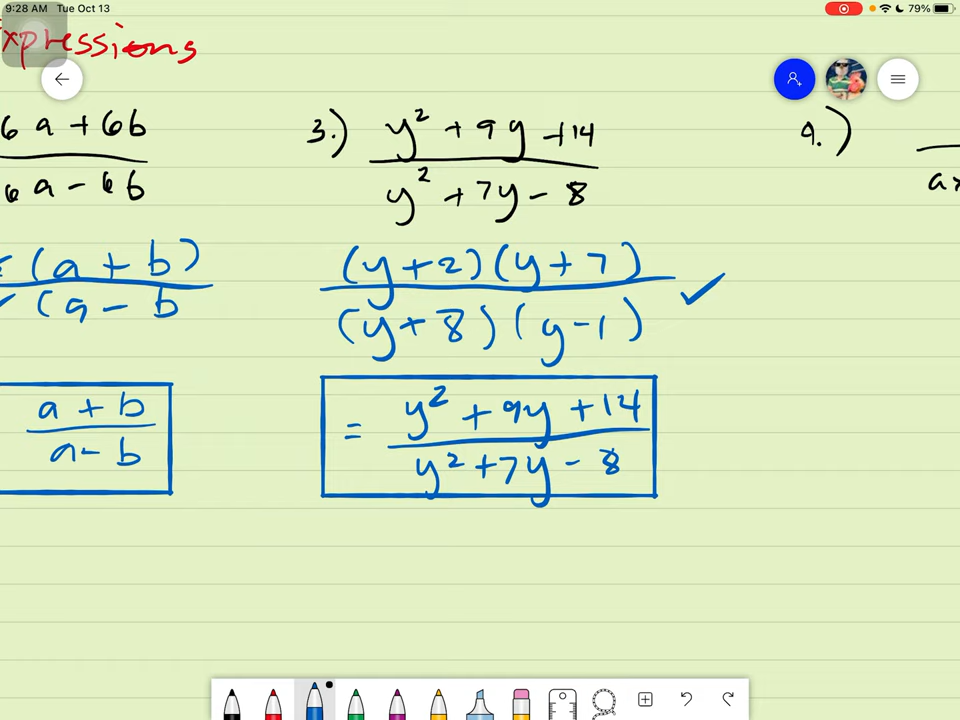 9:28 AM Tue Oct 13
79%
xpressions
6a + 6b
6a - 6b
(a + b)
(a - b
a + b
a - b
3.) y² + 9y + 14
y² + 7y - 8
(y + 2)(y + 7)
(y + 8)(y - 1) ✓
= y² + 9y + 14
y² + 7y - 8
9.)